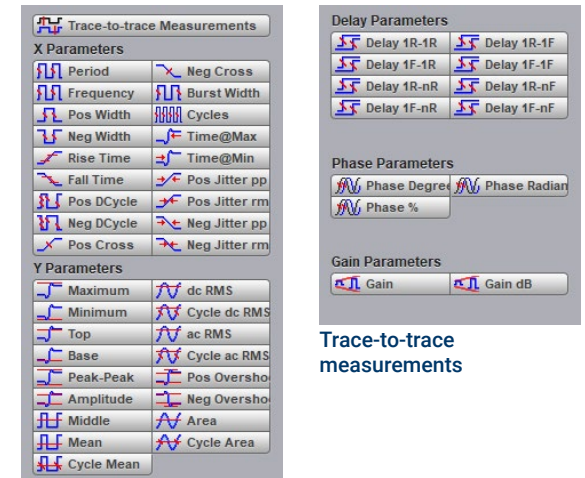 Trace-to-trace Measurements
X Parameters
Period Neg Cross
Frequency Burst Width
Pos Width Cycles
Neg Width Time@Max
Rise Time Time@Min
Fall Time Pos Jitter pp
Pos DCycle Pos Jitter rm
Neg DCycle Neg Jitter pp
Pos Cross Neg Jitter rm
Y Parameters
Maximum dc RMS
Minimum Cycle dc RMS
Top ac RMS
Base Cycle ac RMS
Peak-Peak Pos Oversho
Amplitude Neg Oversho
Middle Area
Mean Cycle Area
Cycle Mean
Delay Parameters
Delay 1R-1R Delay 1R-1F
Delay 1F-1R Delay 1F-1F
Delay 1R-nR Delay 1R-nF
Delay 1F-nR Delay 1F-nF
Phase Parameters
Phase Degree Phase Radian
Phase %
Gain Parameters
Gain Gain dB
Trace-to-trace
measurements